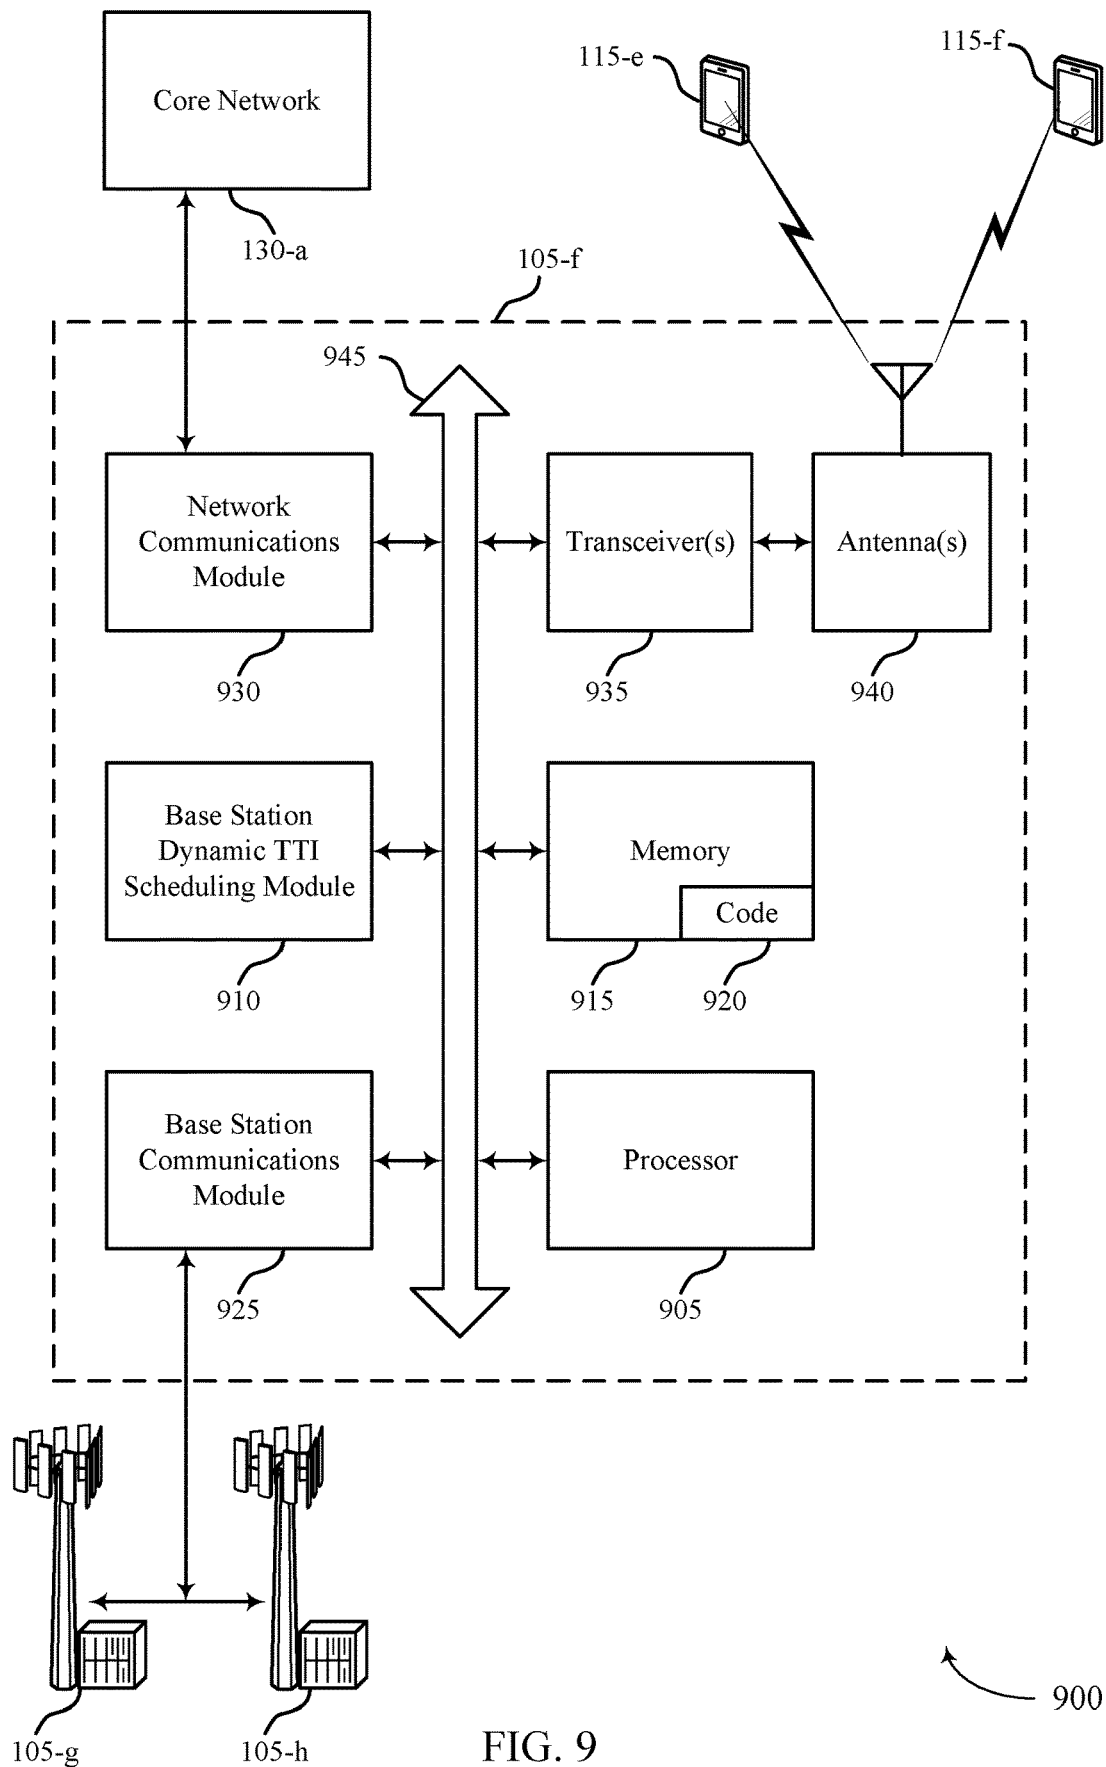 115-e
115-f
Core Network
130-a
105-f
945
Network
Communications
Module
Transceiver(s)
Antenna(s)
930
935
940
Base Station
Dynamic TTI
Scheduling Module
Memory
Code
910
915
920
Base Station
Communications
Module
Processor
925
905
900
105-g
105-h
FIG. 9